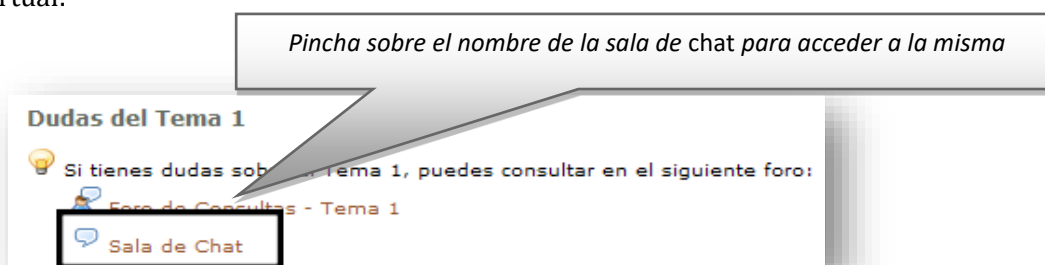 Pincha sobre el nombre de la sala de chat para acceder a la misma
Dudas del Tema 1
Si tienes dudas Tema 1, puedes consultar en el siguiente foro:
Foro de Consultas - Tema 1
Sala de Chat